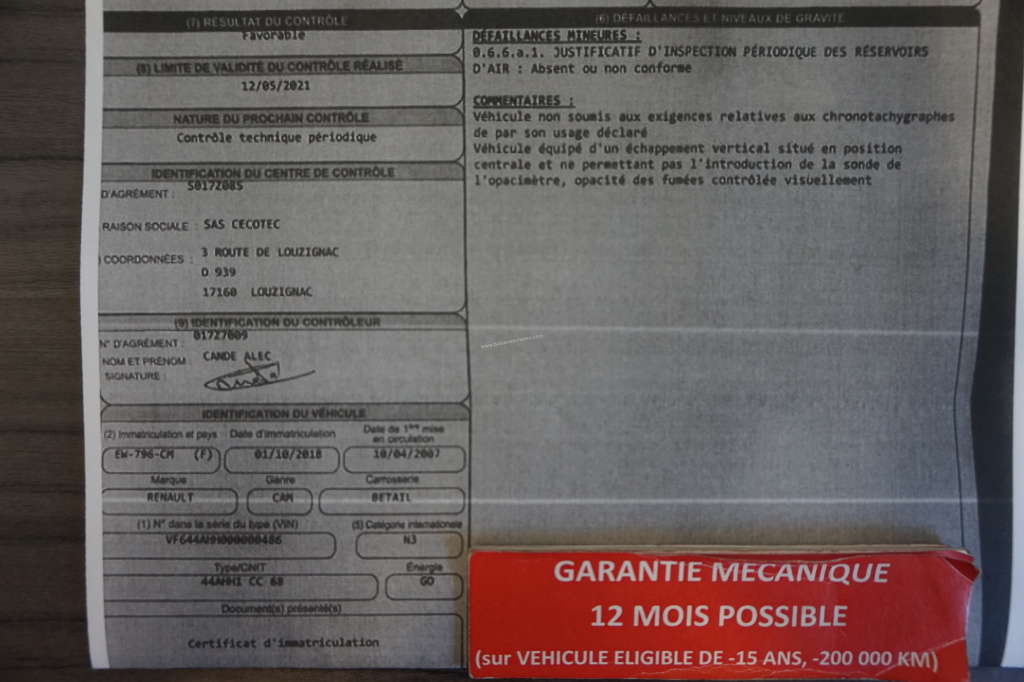 (7) RÉSULTAT DU CONTRÔLE
Favorable
(8) LIMITE DE VALIDITÉ DU CONTRÔLE RÉALISÉ
12/05/2021
NATURE DU PROCHAIN CONTRÔLE
Contrôle technique périodique
IDENTIFICATION DU CENTRE DE CONTRÔLE
D'AGRÉMENT : S017Z085
RAISON SOCIALE : SAS CECOTEC
) COORDONNÉES : 3 ROUTE DE LOUZIGNAC
D 939
17160 LOUZIGNAC
(9) IDENTIFICATION DU CONTRÔLEUR
N° D'AGRÉMENT : 017Z7009
NOM ET PRÉNOM : CANDE ALEC
SIGNATURE :
IDENTIFICATION DU VÉHICULE
(2) Immatriculation et pays Date d'immatriculation Date de 1ère mise en circulation
EW-796-CM (F) 01/10/2018 10/04/2007
Marque Genre Carrosserie
RENAULT CAM BETAIL
(1) N° dans la série du type (VIN) (5) Catégorie internationale
VF644AHH000000486 N3
Type/CNIT Énergie
44AHH1 CC 68 GO
Document(s) présenté(s)
Certificat d'immatriculation
(6) DÉFAILLANCES ET NIVEAUX DE GRAVITÉ
DÉFAILLANCES MINEURES :
0.6.6.a.1. JUSTIFICATIF D'INSPECTION PÉRIODIQUE DES RÉSERVOIRS
D'AIR : Absent ou non conforme
COMMENTAIRES :
Véhicule non soumis aux exigences relatives aux chronotachygraphes
de par son usage déclaré
Véhicule équipé d'un échappement vertical situé en position
centrale et ne permettant pas l'introduction de la sonde de
l'opacimètre, opacité des fumées contrôlée visuellement
GARANTIE MECANIQUE
12 MOIS POSSIBLE
(sur VEHICULE ELIGIBLE DE -15 ANS, -200 000 KM)